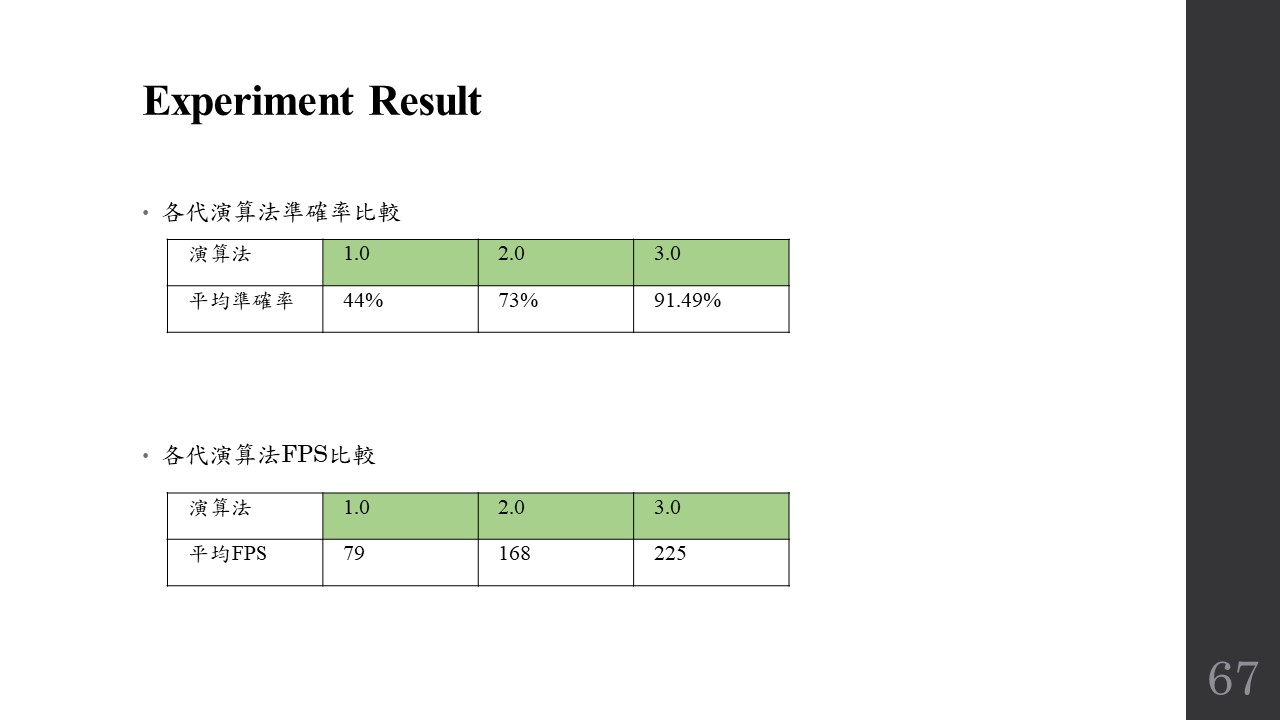 Experiment Result
• 各代演算法準確率比較
演算法 1.0 2.0 3.0
平均準確率 44% 73% 91.49%
• 各代演算法FPS比較
演算法 1.0 2.0 3.0
平均FPS 79 168 225
67